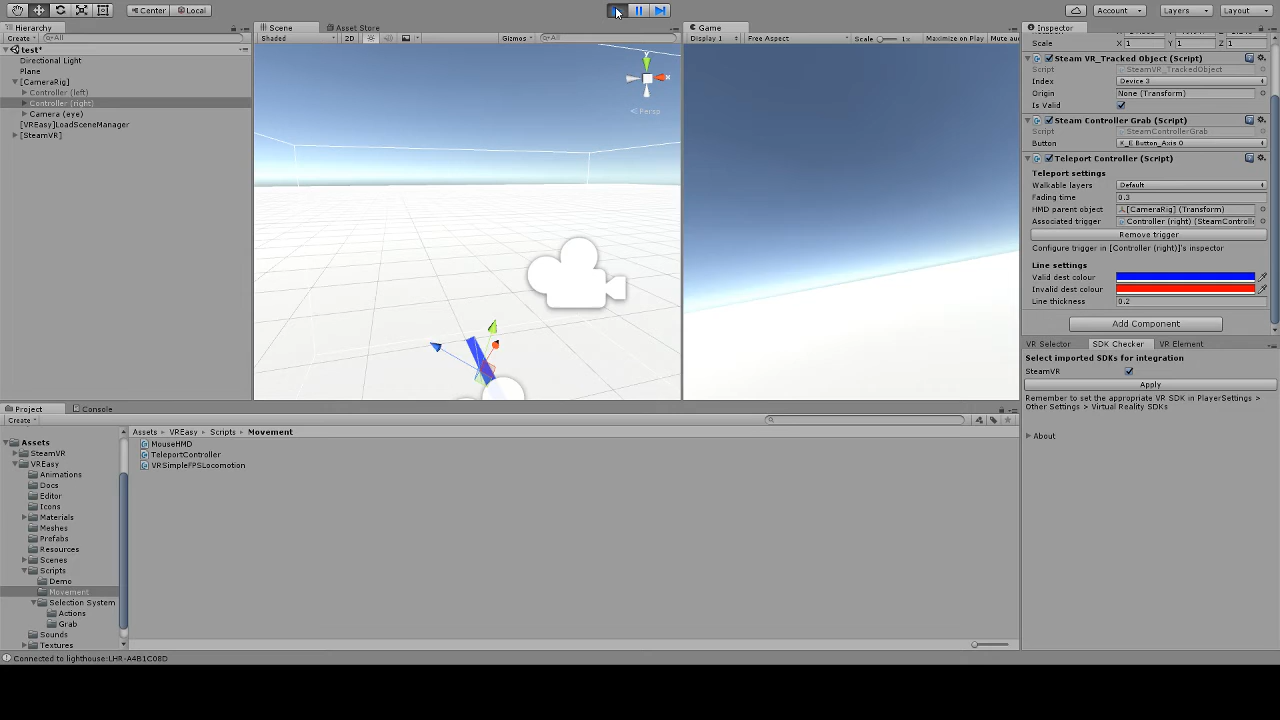 Center
Local
Account
Layers
Layout
Hierarchy
Create
All
test*
Directional Light
Plane
[CameraRig]
Controller (left)
Controller (right)
Camera (eye)
[VREasy]LoadSceneManager
[SteamVR]
Scene
Asset Store
Shaded
2D
Gizmos
All
Persp
Game
Display 1
Free Aspect
Scale
1x
Maximize on Play
Mute au
Inspector
Scale X 1 Y 1 Z 1
Steam VR_Tracked Object (Script)
Script SteamVR_TrackedObject
Index Device 3
Origin None (Transform)
Is Valid
Steam Controller Grab (Script)
Script SteamControllerGrab
Button K_E Button_Axis 0
Teleport Controller (Script)
Teleport settings
Walkable layers Default
Fading time 0.3
HMD parent object [CameraRig] (Transform)
Associated trigger Controller (right) (SteamControlle
Remove trigger
Configure trigger in [Controller (right)]'s inspector
Line settings
Valid dest colour
Invalid dest colour
Line thickness 0.2
Add Component
VR Selector
SDK Checker
VR Element
Select imported SDKs for integration
SteamVR
Apply
Remember to set the appropriate VR SDK in PlayerSettings >
Other Settings > Virtual Reality SDKs
About
Project
Console
Create
Assets
SteamVR
VREasy
Animations
Docs
Editor
Icons
Materials
Meshes
Prefabs
Resources
Scenes
Scripts
Demo
Movement
Selection System
Actions
Grab
Sounds
Textures
Assets > VREasy > Scripts > Movement
MouseHMD
TeleportController
VRSimpleFPSLocomotion
Connected to lighthouse:LHR-A4B1C08D